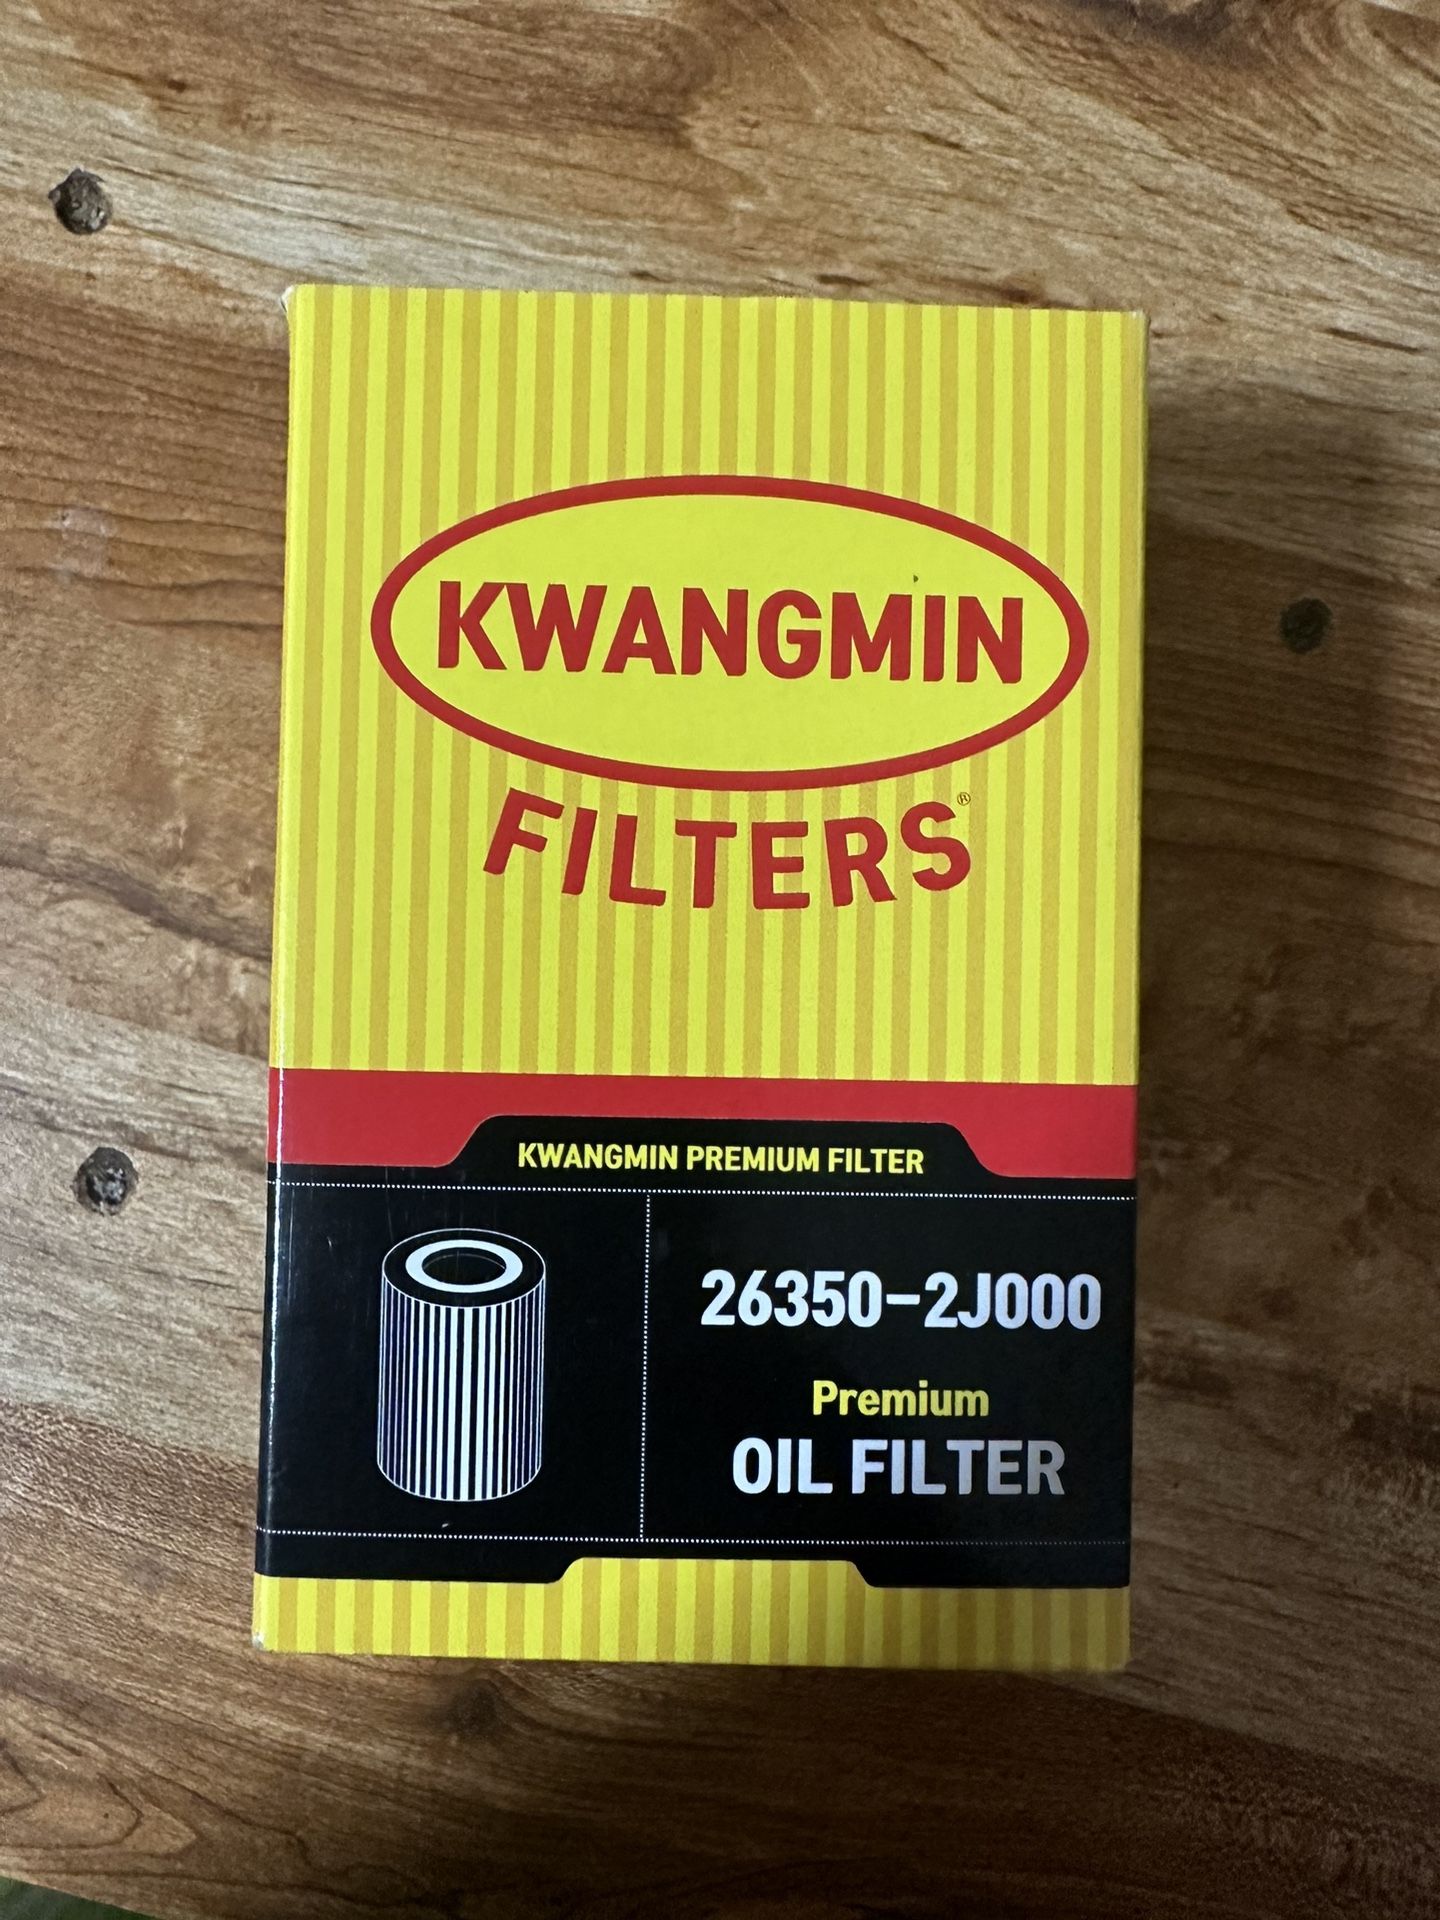 KWANGMIN
FILTERS®
KWANGMIN PREMIUM FILTER
26350-2J000
Premium
OIL FILTER